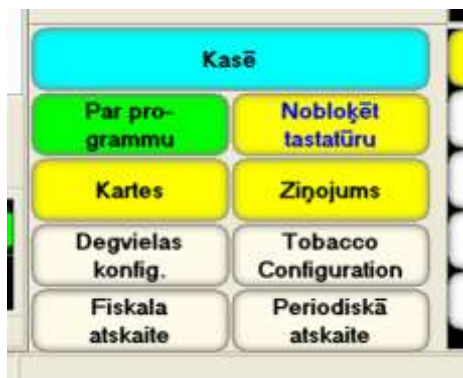 Kasē
Par pro-
grammu
Nobloķēt
tastatūru
Kartes
Ziņojums
Degvielas
konfig.
Tobacco
Configuration
Fiskala
atskaite
Periodiskā
atskaite